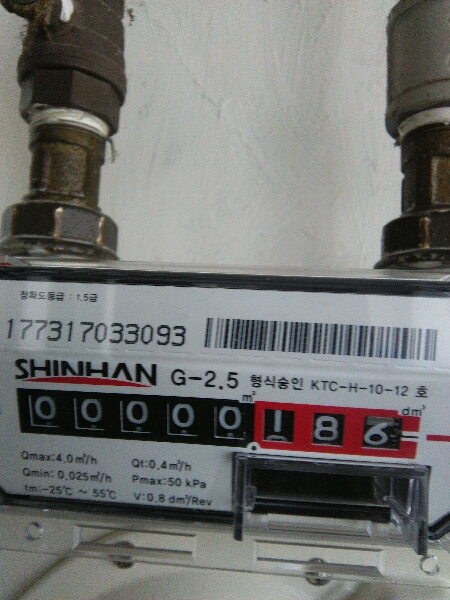 정확도등급 : 1.5급
177317033093
SHINHAN G-2.5 형식승인 KTC-H-10-12 호
m³ dm³
0 0 0 0 0 1 8 6
Qmax:4.0m³/h Qt:0.4m³/h
Qmin: 0.025m³/h Pmax:50 kPa
tm:-25℃ ~ 55℃ V:0.8 dm³/Rev